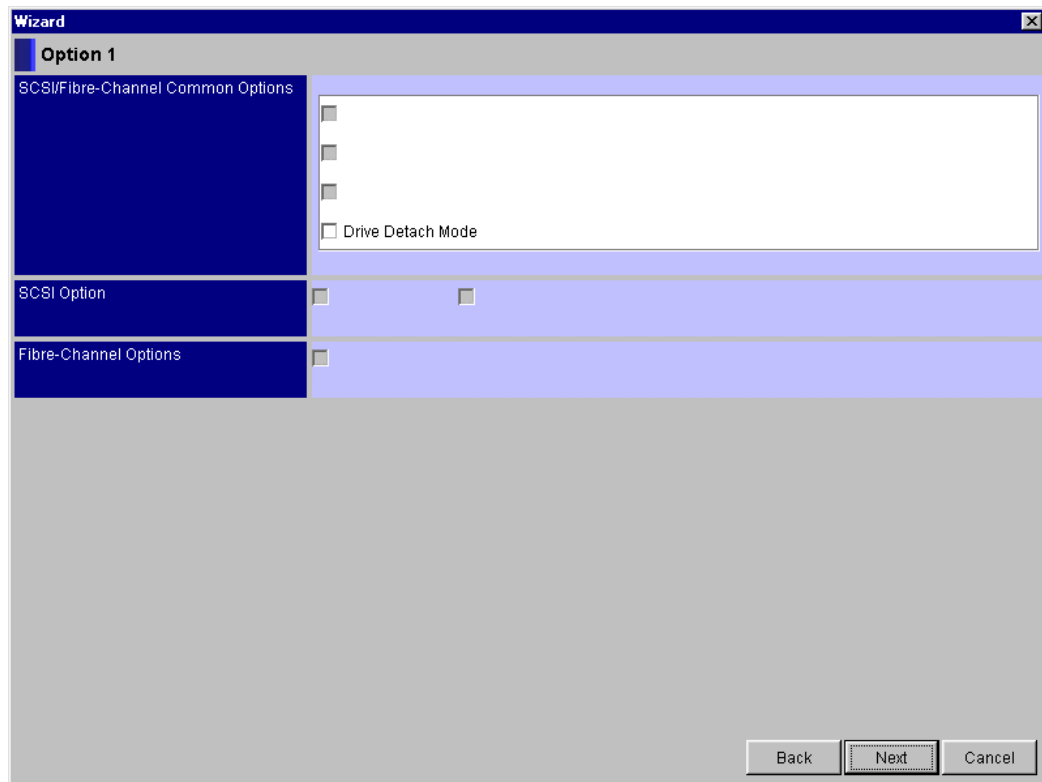 Wizard
Option 1
SCSI/Fibre-Channel Common Options
Drive Detach Mode
SCSI Option
Fibre-Channel Options
Back Next Cancel